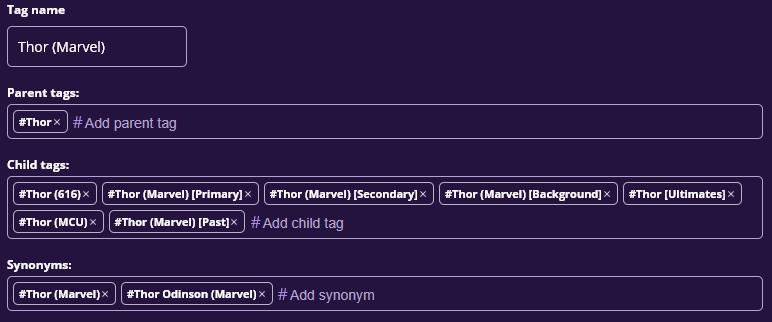 Tag name
Thor (Marvel)
Parent tags:
#Thor× # Add parent tag
Child tags:
#Thor (616)× #Thor (Marvel) [Primary]× #Thor (Marvel) [Secondary]× #Thor (Marvel) [Background]× #Thor [Ultimates]×
#Thor (MCU)× #Thor (Marvel) [Past]× # Add child tag
Synonyms:
#Thor (Marvel)× #Thor Odinson (Marvel)× # Add synonym